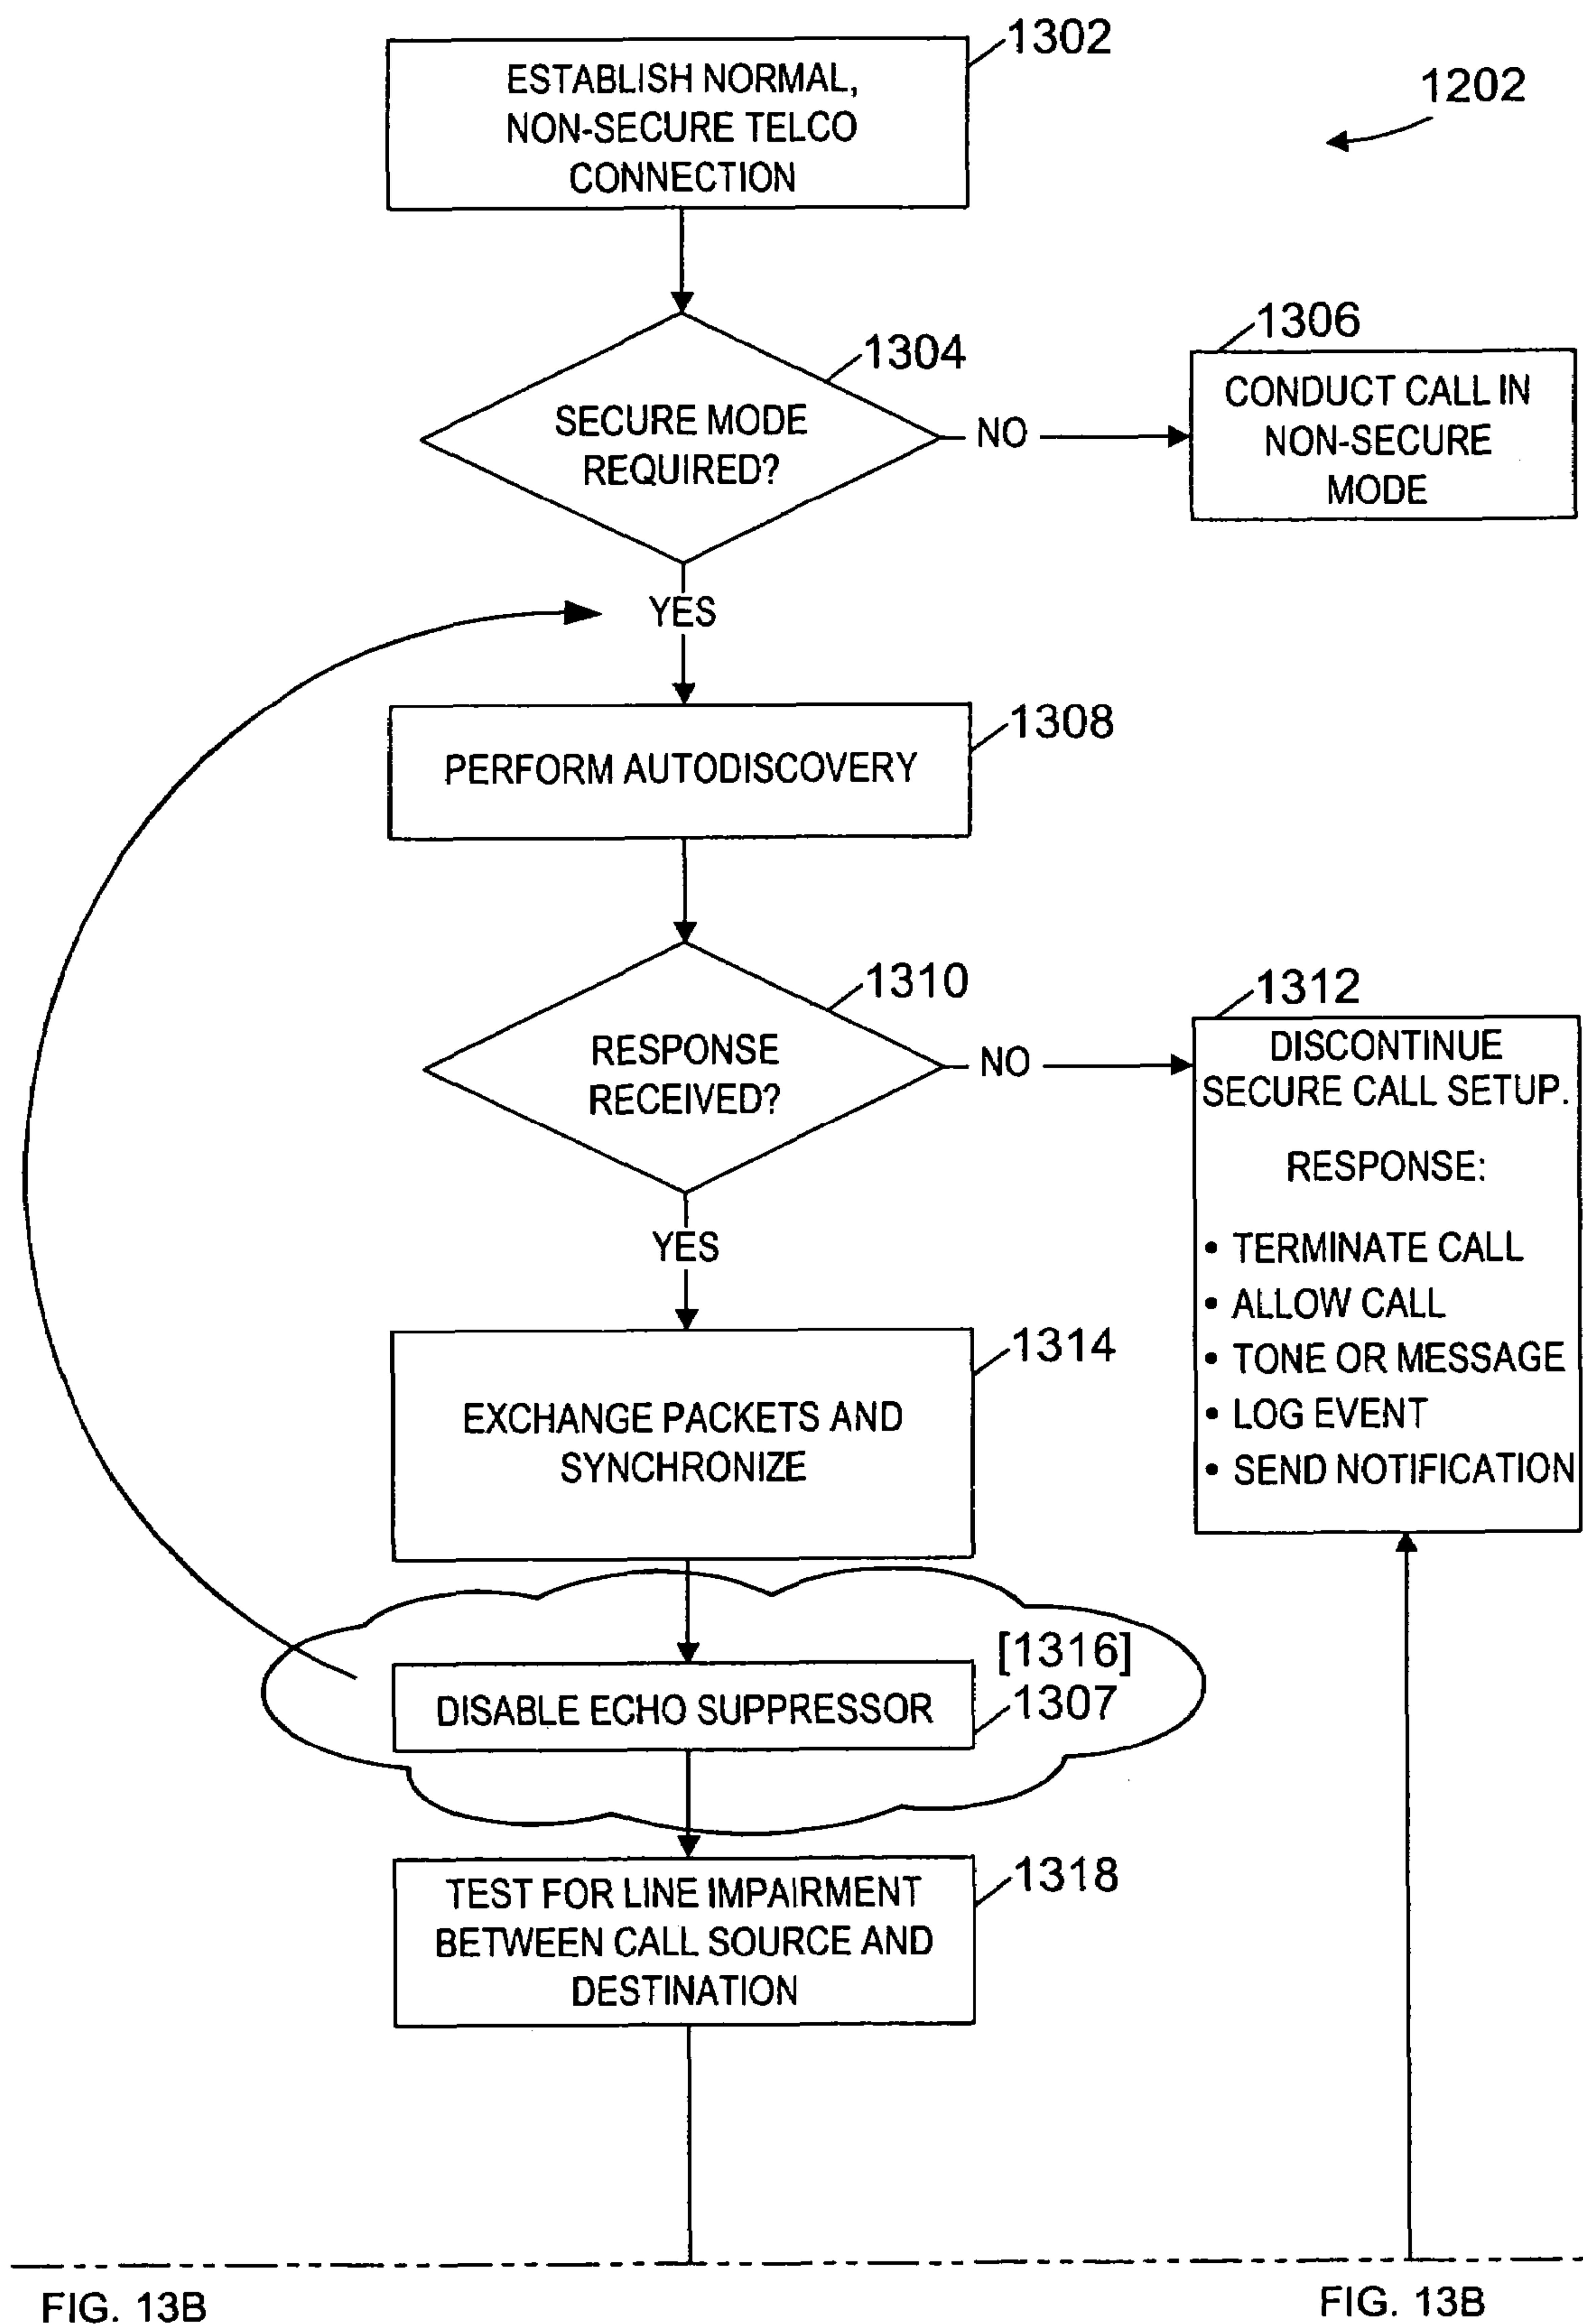 1302
ESTABLISH NORMAL,
NON-SECURE TELCO
CONNECTION
1202
1304
SECURE MODE
REQUIRED?
NO
1306
CONDUCT CALL IN
NON-SECURE
MODE
YES
1308
PERFORM AUTODISCOVERY
1310
RESPONSE
RECEIVED?
NO
1312
DISCONTINUE
SECURE CALL SETUP.
RESPONSE:
• TERMINATE CALL
• ALLOW CALL
• TONE OR MESSAGE
• LOG EVENT
• SEND NOTIFICATION
YES
1314
EXCHANGE PACKETS AND
SYNCHRONIZE
[1316]
1307
DISABLE ECHO SUPPRESSOR
1318
TEST FOR LINE IMPAIRMENT
BETWEEN CALL SOURCE AND
DESTINATION
FIG. 13B
FIG. 13B